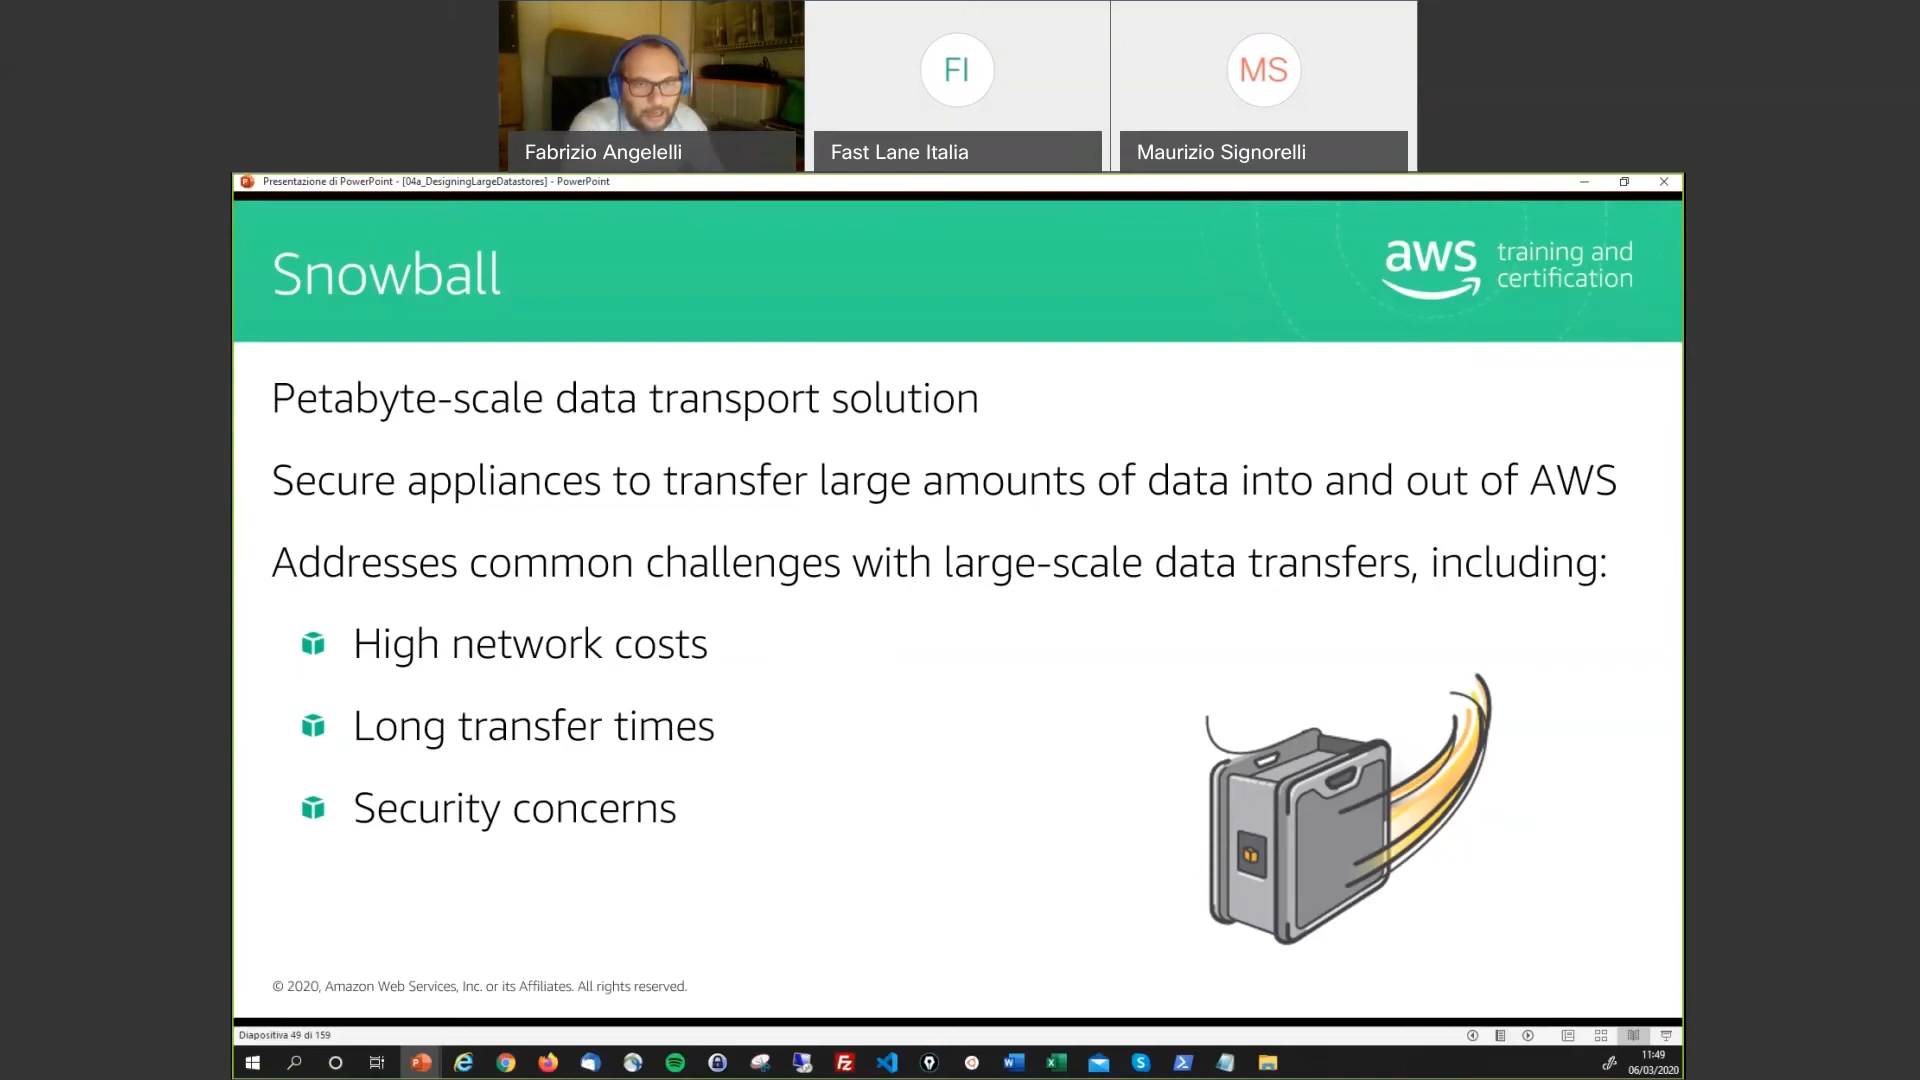 FI
MS
Fabrizio Angelelli
Fast Lane Italia
Maurizio Signorelli
Presentazione di PowerPoint - [04a_DesigningLargeDatastores] - PowerPoint
Snowball
aws training and certification
Petabyte-scale data transport solution
Secure appliances to transfer large amounts of data into and out of AWS
Addresses common challenges with large-scale data transfers, including:
High network costs
Long transfer times
Security concerns
© 2020, Amazon Web Services, Inc. or its Affiliates. All rights reserved.
Diapositiva 49 di 159
11:49
06/03/2020